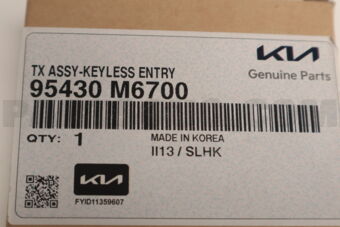 KIA
Genuine Parts
TX ASSY-KEYLESS ENTRY
95430 M6700
QTY: 1
MADE IN KOREA
II13 / SLHK
KIA
FYID11359607